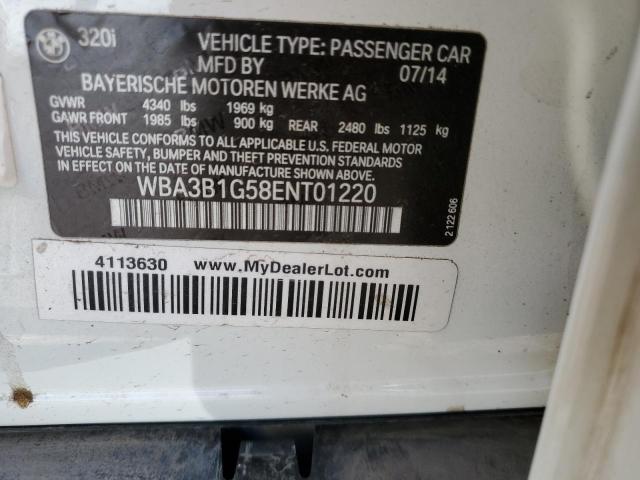 320i VEHICLE TYPE: PASSENGER CAR
MFD BY 07/14
BAYERISCHE MOTOREN WERKE AG
GVWR 4340 lbs 1969 kg
GAWR FRONT 1985 lbs 900 kg REAR 2480 lbs 1125 kg
THIS VEHICLE CONFORMS TO ALL APPLICABLE U.S. FEDERAL MOTOR
VEHICLE SAFETY, BUMPER AND THEFT PREVENTION STANDARDS
IN EFFECT ON THE DATE OF MANUFACTURE SHOWN ABOVE.
WBA3B1G58ENT01220
2 122 606
4113630 www.MyDealerLot.com